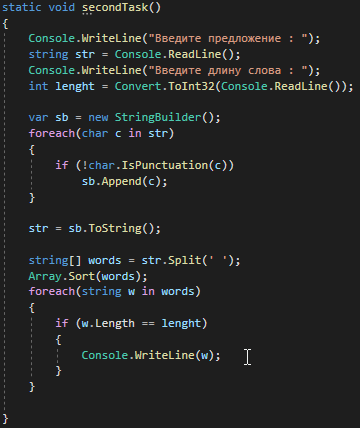 static void secondTask()
{
Console.WriteLine("Введите предложение : ");
string str = Console.ReadLine();
Console.WriteLine("Введите длину слова : ");
int lenght = Convert.ToInt32(Console.ReadLine());
var sb = new StringBuilder();
foreach(char c in str)
{
if (!char.IsPunctuation(c))
sb.Append(c);
}
str = sb.ToString();
string[] words = str.Split(' ');
Array.Sort(words);
foreach(string w in words)
{
if (w.Length == lenght)
{
Console.WriteLine(w);
}
}
}